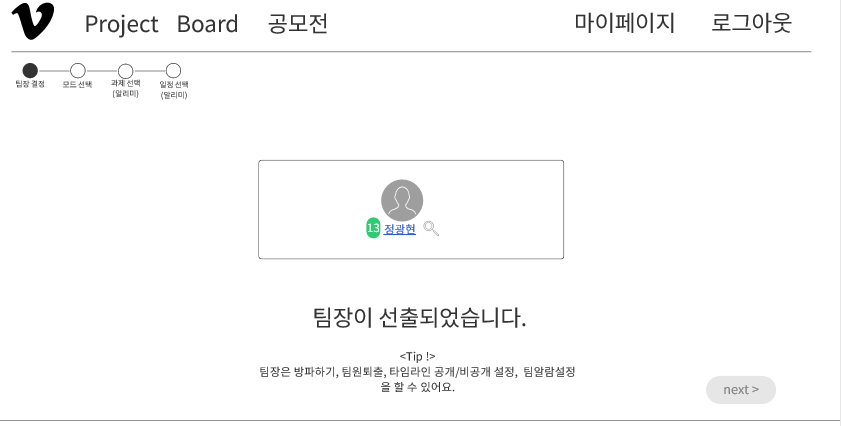 Project Board 공모전 마이페이지 로그아웃
팀장 결정 모드 선택 과제 선택 일정 선택
(알리미) (알리미)
13 정광현
팀장이 선출되었습니다.
<Tip !>
팀장은 방파하기, 팀원퇴출, 타임라인 공개/비공개 설정, 팀알람설정
을 할 수 있어요.
next >